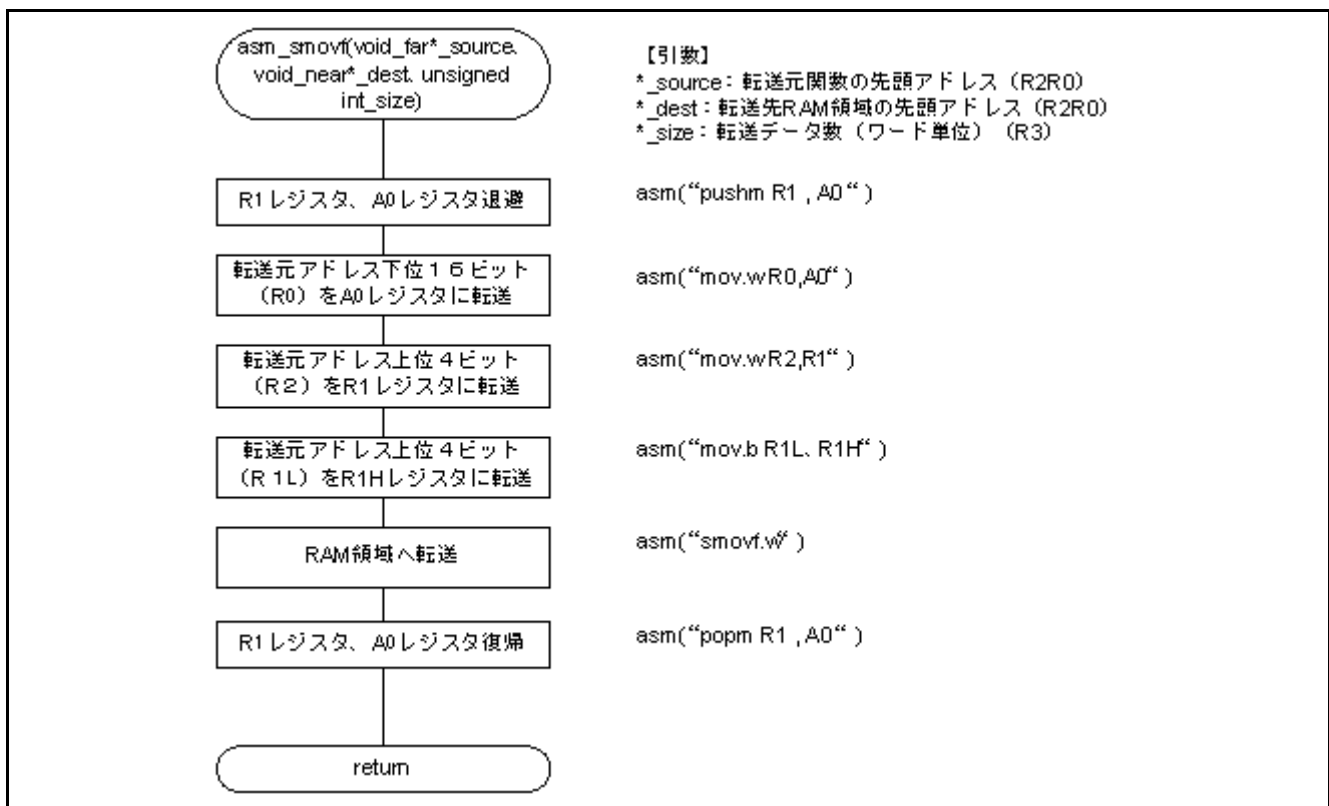 asm_smovf(void_far*_source、
void_near*_dest、unsigned
int_size)
【引数】
*_source：転送元関数の先頭アドレス（R2R0）
*_dest：転送先RAM領域の先頭アドレス（R2R0）
*_size：転送データ数（ワード単位）（R3）
R1レジスタ、A0レジスタ退避
asm(“pushm R1 , A0“ )
転送元アドレス下位１６ビット
（R0）をA0レジスタに転送
asm(“mov.w R0,A0“ )
転送元アドレス上位４ビット
（R２）をR1レジスタに転送
asm(“mov.w R2,R1“ )
転送元アドレス上位４ビット
（R 1L）をR1Hレジスタに転送
asm(“mov.b R1L、R1H“ )
RAM領域へ転送
asm(“smovf.w“ )
R1レジスタ、A0レジスタ復帰
asm(“popm R1 , A0“ )
return